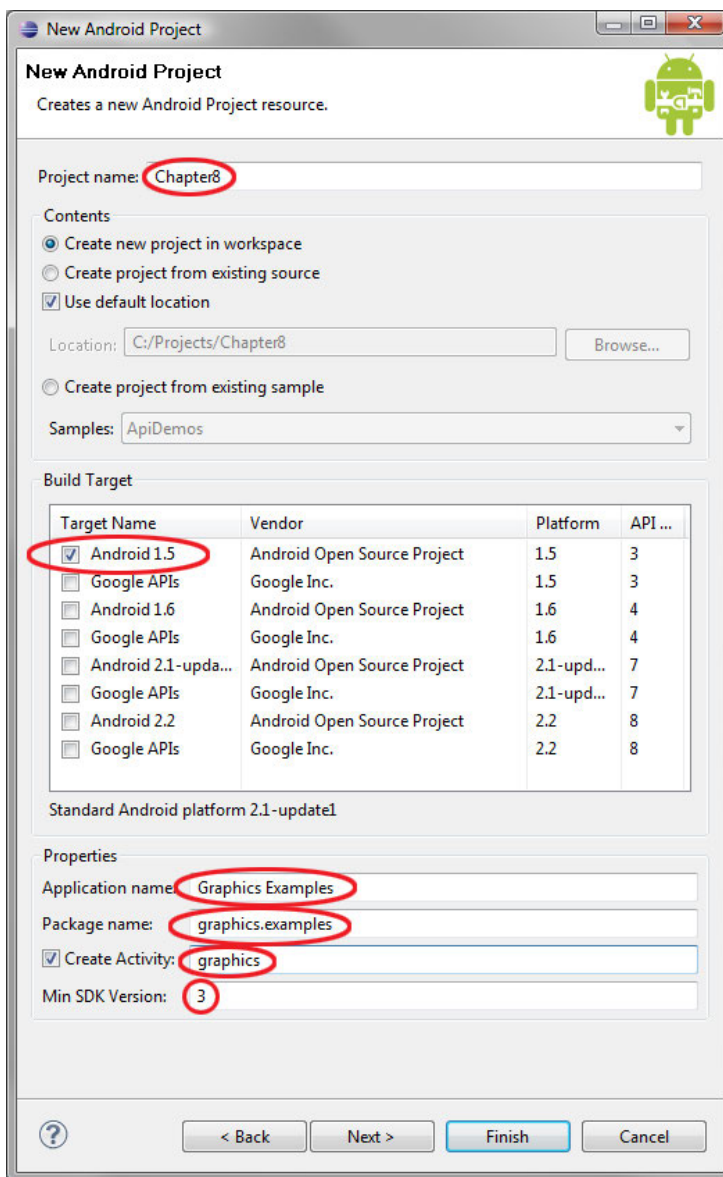 New Android Project
New Android Project
Creates a new Android Project resource.
Project name: Chapter8
Contents
Create new project in workspace
Create project from existing source
Use default location
Location: C:/Projects/Chapter8 Browse...
Create project from existing sample
Samples: ApiDemos
Build Target
Target Name Vendor Platform API ...
Android 1.5 Android Open Source Project 1.5 3
Google APIs Google Inc. 1.5 3
Android 1.6 Android Open Source Project 1.6 4
Google APIs Google Inc. 1.6 4
Android 2.1-upda... Android Open Source Project 2.1-upd... 7
Google APIs Google Inc. 2.1-upd... 7
Android 2.2 Android Open Source Project 2.2 8
Google APIs Google Inc. 2.2 8
Standard Android platform 2.1-update1
Properties
Application name: Graphics Examples
Package name: graphics.examples
Create Activity: graphics
Min SDK Version: 3
? < Back Next > Finish Cancel